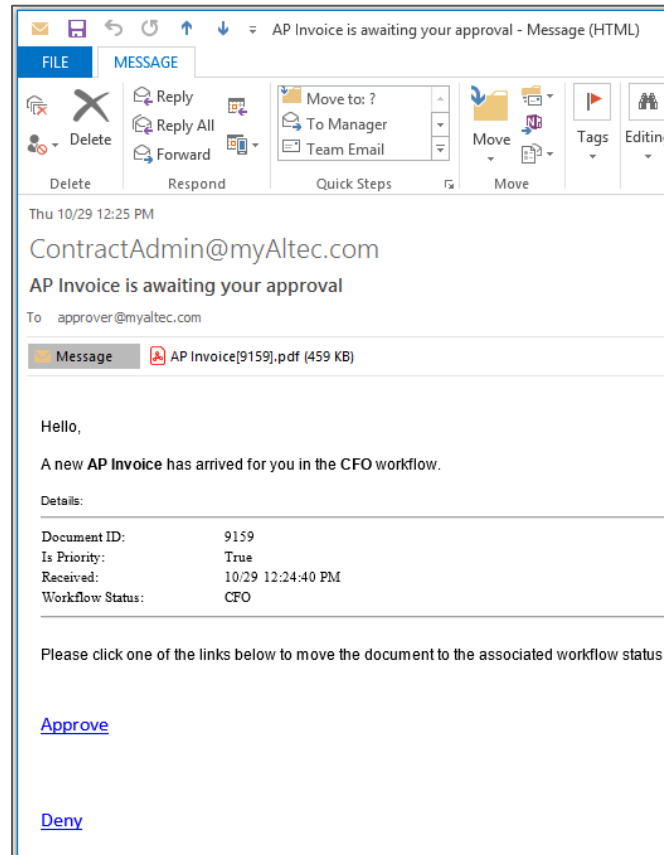 AP Invoice is awaiting your approval - Message (HTML)
FILE MESSAGE
Delete
Reply
Reply All
Forward
Move to: ?
To Manager
Team Email
Move
Tags
Editing
Delete Respond Quick Steps Move
Thu 10/29 12:25 PM
ContractAdmin@myAltec.com
AP Invoice is awaiting your approval
To approver@myaltec.com
Message AP Invoice[9159].pdf (459 KB)
Hello,
A new AP Invoice has arrived for you in the CFO workflow.
Details:
Document ID: 9159
Is Priority: True
Received: 10/29 12:24:40 PM
Workflow Status: CFO
Please click one of the links below to move the document to the associated workflow status
Approve
Deny